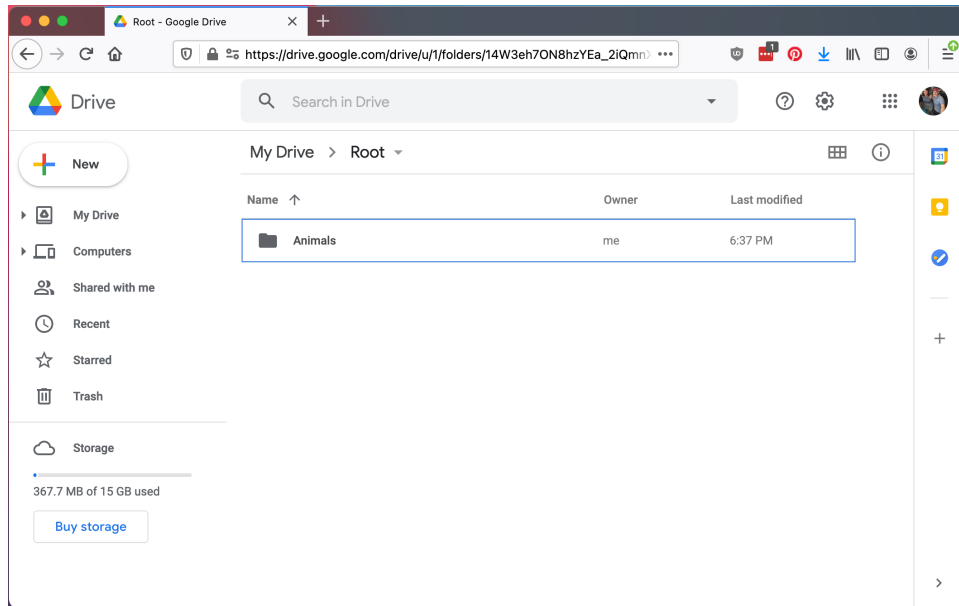 Root - Google Drive
https://drive.google.com/drive/u/1/folders/14W3eh7ON8hzYEa_2iQmn
1
Drive
Search in Drive
31
New
My Drive > Root
My Drive
Computers
Shared with me
Recent
Starred
Trash
Storage
367.7 MB of 15 GB used
Buy storage
Name
Owner
Last modified
Animals
me
6:37 PM